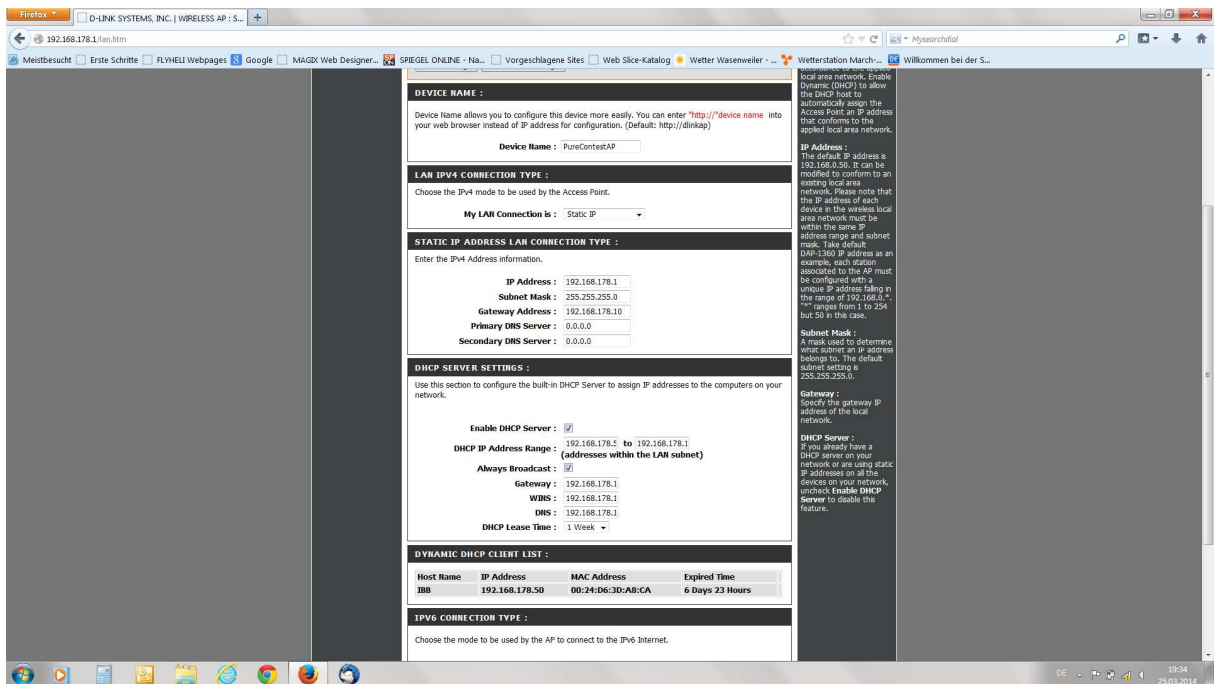 Firefox
D-LINK SYSTEMS, INC. | WIRELESS AP : S...
192.168.178.1/lan.htm
Mysearchdial
Meistbesucht Erste Schritte FLYHELI Webpages Google MAGIX Web Designer... SPIEGEL ONLINE - Na... Vorgeschlagene Sites Web Slice-Katalog Wetter Wasenweiler - ... Wetterstation March-... Willkommen bei der S...
DEVICE NAME :
Device Name allows you to configure this device more easily. You can enter "http://"device name into
your web browser instead of IP address for configuration. (Default: http://dlinkap)
Device Name : PureContestAP
LAN IPV4 CONNECTION TYPE :
Choose the IPv4 mode to be used by the Access Point.
My LAN Connection is : Static IP
STATIC IP ADDRESS LAN CONNECTION TYPE :
Enter the IPv4 Address information.
IP Address : 192.168.178.1
Subnet Mask : 255.255.255.0
Gateway Address : 192.168.178.10
Primary DNS Server : 0.0.0.0
Secondary DNS Server : 0.0.0.0
DHCP SERVER SETTINGS :
Use this section to configure the built-in DHCP Server to assign IP addresses to the computers on your
network.
Enable DHCP Server :
DHCP IP Address Range : 192.168.178.5 to 192.168.178.1
(addresses within the LAN subnet)
Always Broadcast :
Gateway : 192.168.178.1
WINS : 192.168.178.1
DNS : 192.168.178.1
DHCP Lease Time : 1 Week
DYNAMIC DHCP CLIENT LIST :
Host Name IP Address MAC Address Expired Time
IBB 192.168.178.50 00:24:D6:3D:A8:CA 6 Days 23 Hours
IPV6 CONNECTION TYPE :
Choose the mode to be used by the AP to connect to the IPv6 Internet.
local area network. Enable
Dynamic (DHCP) to allow
the DHCP host to
automatically assign the
Access Point an IP address
that conforms to the
applied local area network.
IP Address :
The default IP address is
192.168.0.50. It can be
modified to conform to an
existing local area
network. Please note that
the IP address of each
device in the wireless local
area network must be
within the same IP
address range and subnet
mask. Take default
DAP-1360 IP address as an
example, each station
associated to the AP must
be configured with a
unique IP address falling in
the range of 192.168.0.*.
"*" ranges from 1 to 254
but 50 in this case.
Subnet Mask :
A mask used to determine
what subnet an IP address
belongs to. The default
subnet setting is
255.255.255.0.
Gateway :
Specify the gateway IP
address of the local
network.
DHCP Server :
If you already have a
DHCP server on your
network or are using static
IP addresses on all the
devices on your network,
uncheck Enable DHCP
Server to disable this
feature.
DE
19:34
25.03.2014